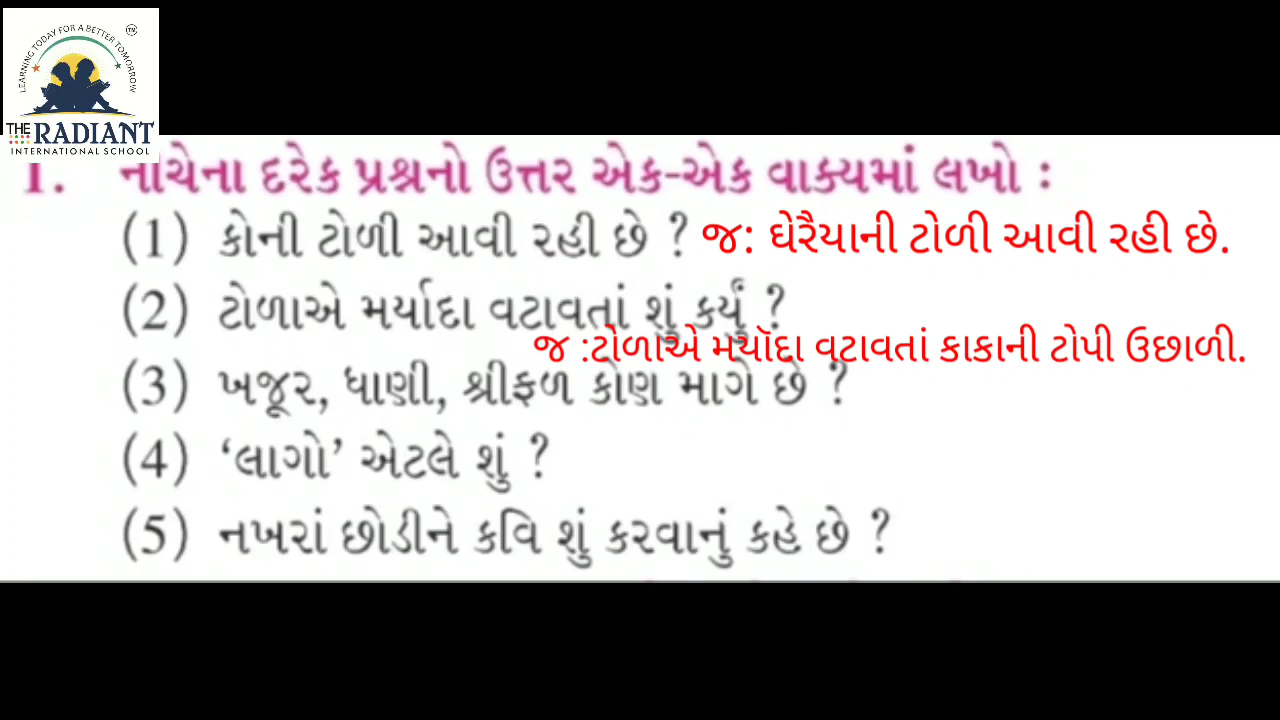 LEARNING TODAY FOR A BETTER TOMORROW
TM
THE RADIANT
INTERNATIONAL SCHOOL
1. નીચેના દરેક પ્રશ્નનો ઉત્તર એક-એક વાક્યમાં લખો :
(1) કોની ટોળી આવી રહી છે ? જ: ઘેરૈયાની ટોળી આવી રહી છે.
(2) ટોળાએ મર્યાદા વટાવતાં શું કર્યું ?
જ :ટોળાએ મયૉદા વટાવતાં કાકાની ટોપી ઉછાળી.
(3) ખજૂર, ધાણી, શ્રીફળ કોણ માગે છે ?
(4) ‘લાગો’ એટલે શું ?
(5) નખરાં છોડીને કવિ શું કરવાનું કહે છે ?